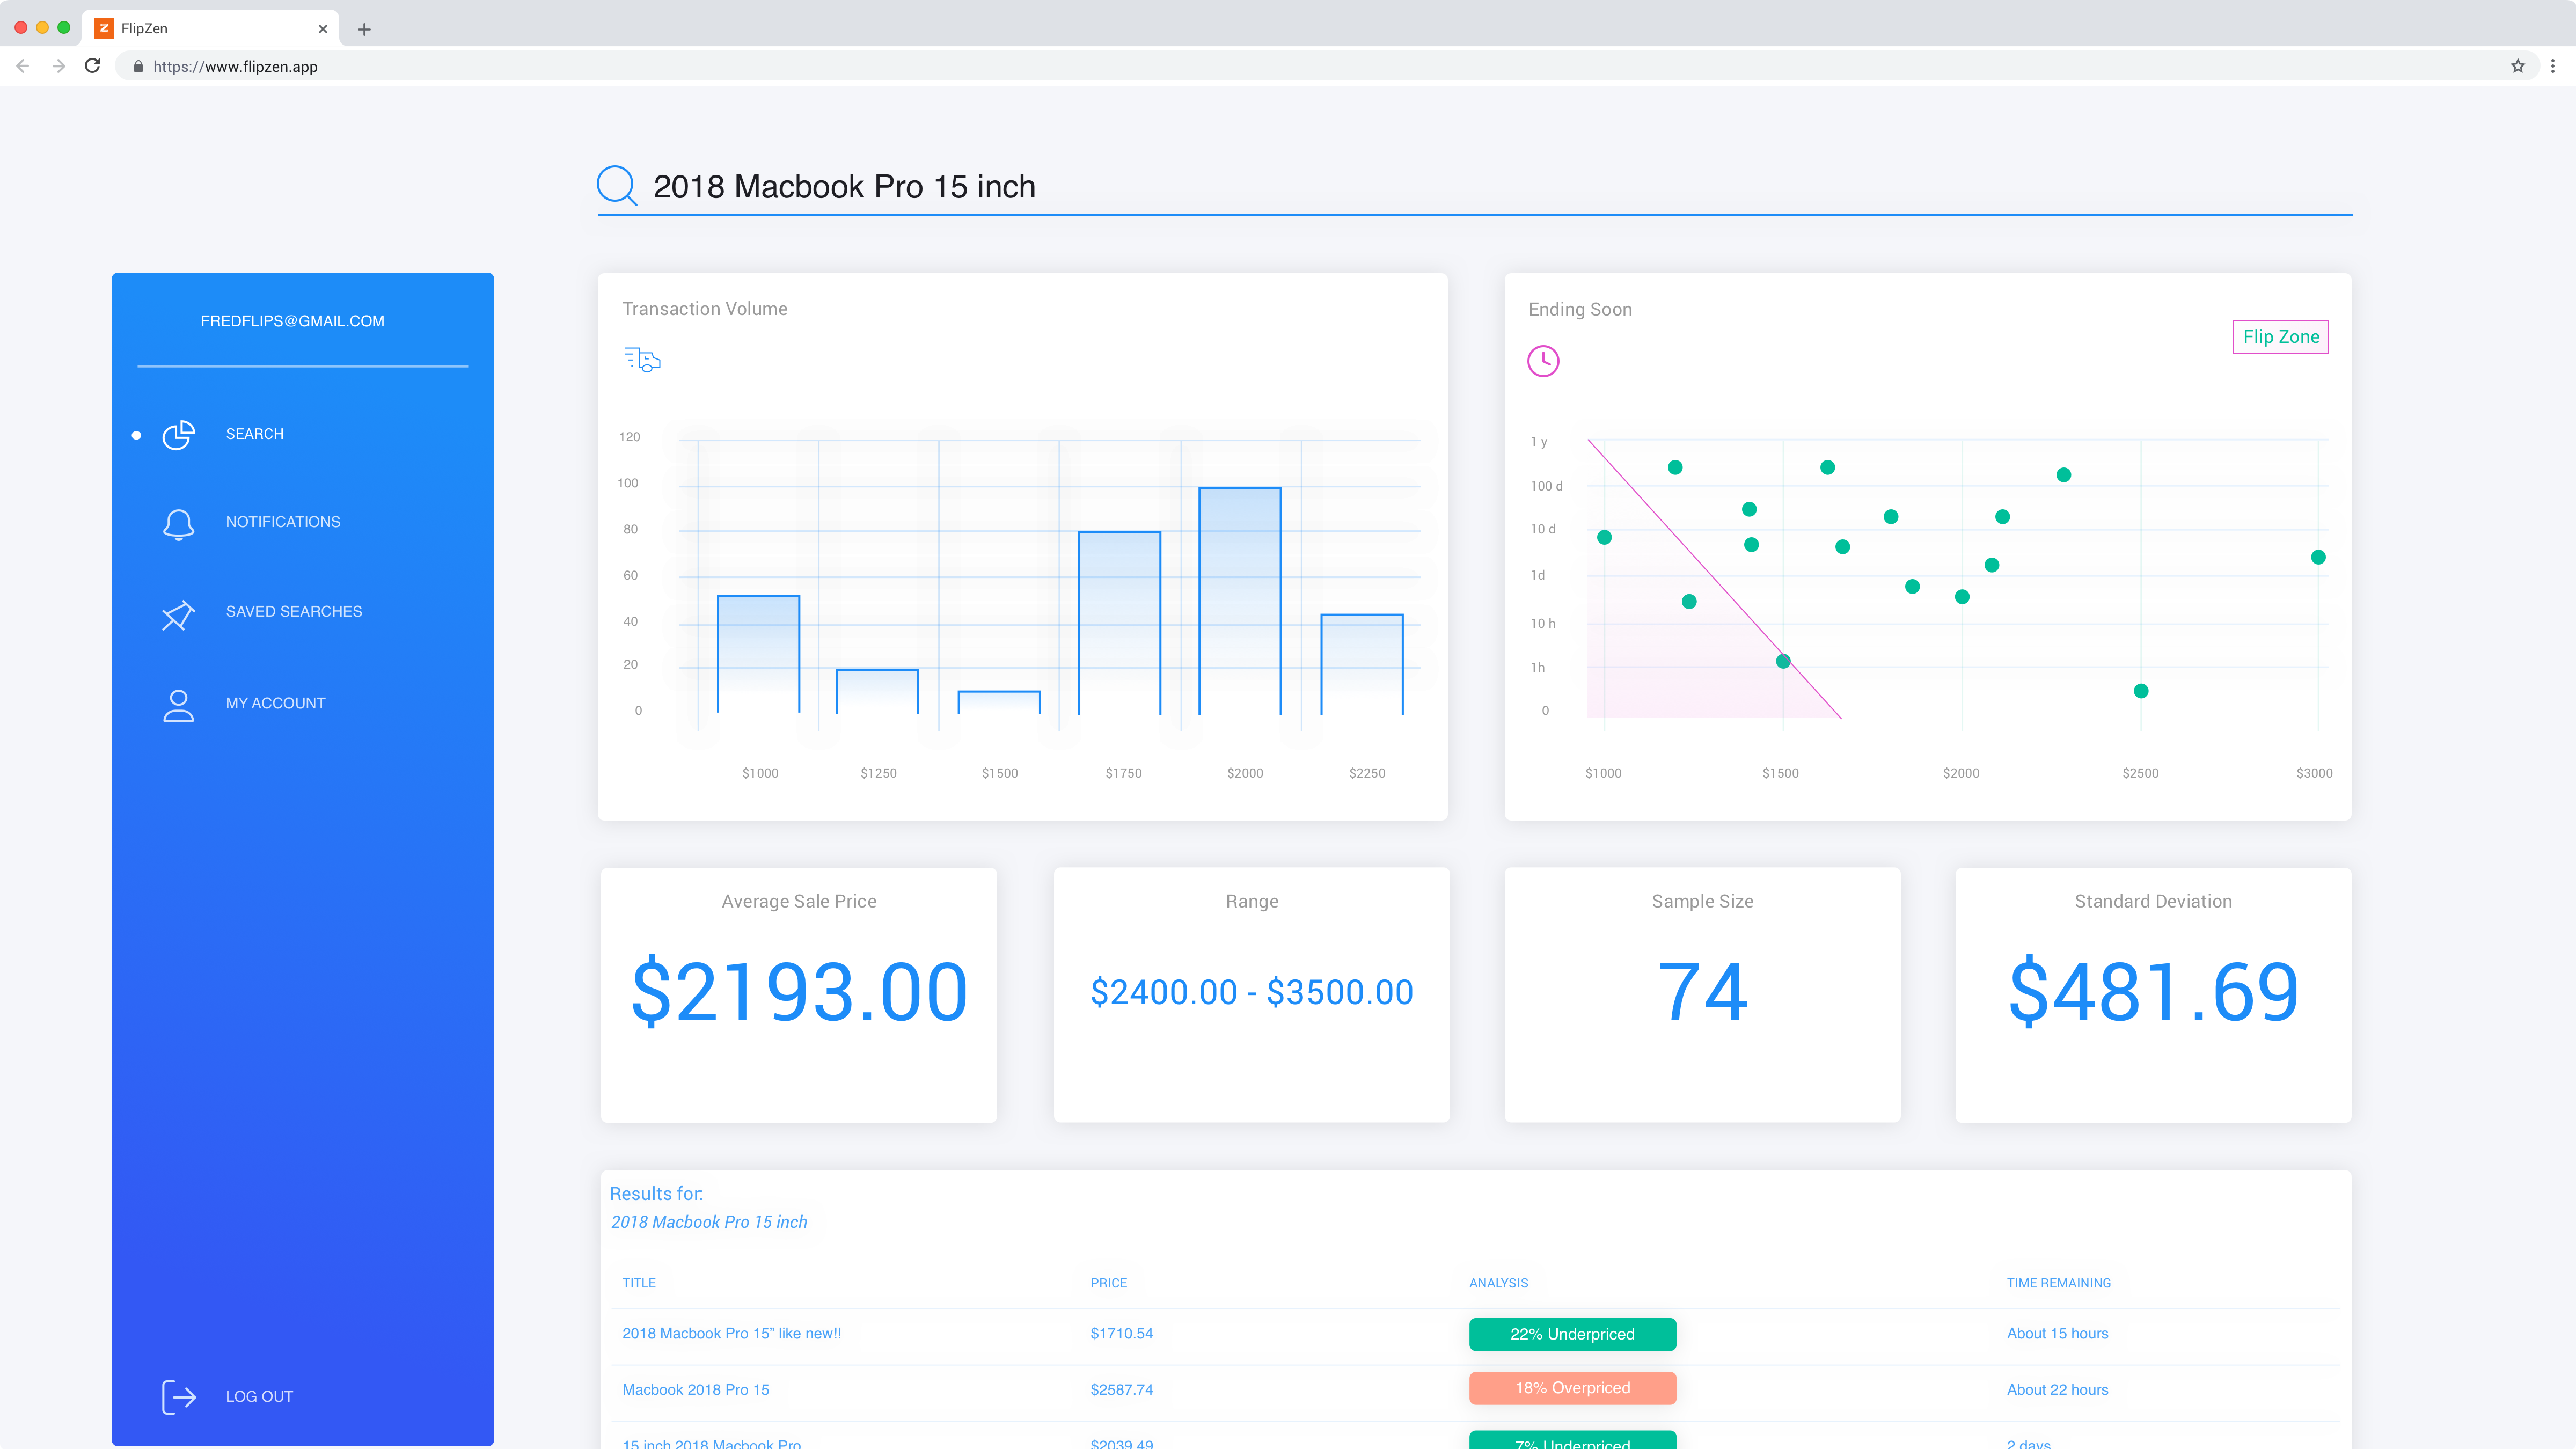 FlipZen
https://www.flipzen.app
2018 Macbook Pro 15 inch
FREDFLIPS@GMAIL.COM
SEARCH
NOTIFICATIONS
SAVED SEARCHES
MY ACCOUNT
LOG OUT
Transaction Volume
120
100
80
60
40
20
0
$1000 $1250 $1500 $1750 $2000 $2250
Ending Soon
Flip Zone
1 y
100 d
10 d
1d
10 h
1h
0
$1000 $1500 $2000 $2500 $3000
Average Sale Price
$2193.00
Range
$2400.00 - $3500.00
Sample Size
74
Standard Deviation
$481.69
Results for:
2018 Macbook Pro 15 inch
TITLE PRICE ANALYSIS TIME REMAINING
2018 Macbook Pro 15” like new!! $1710.54 22% Underpriced About 15 hours
Macbook 2018 Pro 15 $2587.74 18% Overpriced About 22 hours
15 inch 2018 Macbook Pro $2039.49 7% Underpriced 2 days